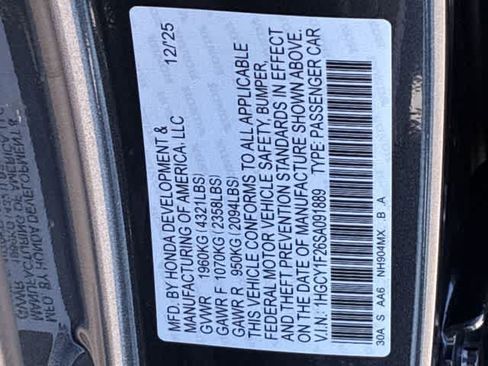 MFD. BY HONDA DEVELOPMENT &
MANUFACTURING OF AMERICA, LLC 12/25
GVWR 1960KG(4321LBS)
GAWR F 1070KG(2358LBS)
GAWR R 950KG(2094LBS)
THIS VEHICLE CONFORMS TO ALL APPLICABLE
FEDERAL MOTOR VEHICLE SAFETY, BUMPER,
AND THEFT PREVENTION STANDARDS IN EFFECT
ON THE DATE OF MANUFACTURE SHOWN ABOVE.
V.I.N.: 1HGCY1F26SA091889 TYPE: PASSENGER CAR
30A S AA6 NH904MX B A